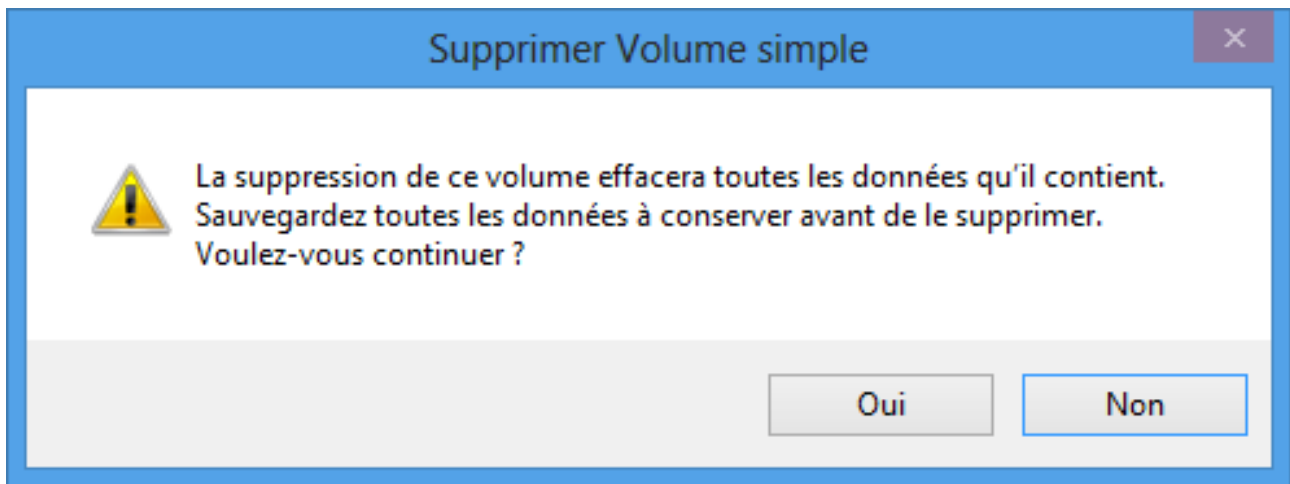 Supprimer Volume simple
La suppression de ce volume effacera toutes les données qu'il contient.
Sauvegardez toutes les données à conserver avant de le supprimer.
Voulez-vous continuer ?
Oui
Non